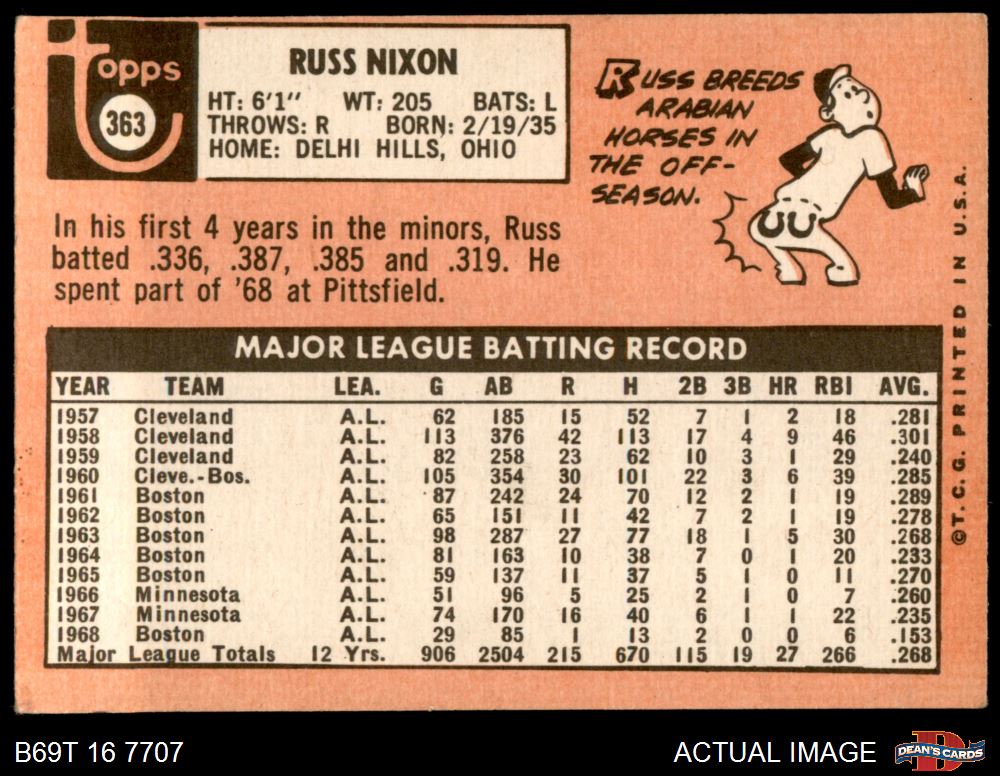 topps
363
RUSS NIXON
HT: 6'1" WT: 205 BATS: L
THROWS: R BORN: 2/19/35
HOME: DELHI HILLS, OHIO
RUSS BREEDS
ARABIAN
HORSES IN
THE OFF-
SEASON.
In his first 4 years in the minors, Russ
batted .336, .387, .385 and .319. He
spent part of '68 at Pittsfield.
MAJOR LEAGUE BATTING RECORD
YEAR TEAM LEA. G AB R H 2B 3B HR RBI AVG.
1957 Cleveland A.L. 62 185 15 52 7 1 2 18 .281
1958 Cleveland A.L. 113 376 42 113 17 4 9 46 .301
1959 Cleveland A.L. 82 258 23 62 10 3 1 29 .240
1960 Cleve.-Bos. A.L. 105 354 30 101 22 3 6 39 .285
1961 Boston A.L. 87 242 24 70 12 2 1 19 .289
1962 Boston A.L. 65 151 11 42 7 2 1 19 .278
1963 Boston A.L. 98 287 27 77 18 1 5 30 .268
1964 Boston A.L. 81 163 10 38 7 0 1 20 .233
1965 Boston A.L. 59 137 11 37 5 1 0 11 .270
1966 Minnesota A.L. 51 96 5 25 2 1 0 7 .260
1967 Minnesota A.L. 74 170 16 40 6 1 1 22 .235
1968 Boston A.L. 29 85 1 13 2 0 0 6 .153
Major League Totals 12 Yrs. 906 2504 215 670 115 19 27 266 .268
©T. C. G. PRINTED IN U.S.A.
B69T 16 7707 ACTUAL IMAGE
DEAN'S CARDS